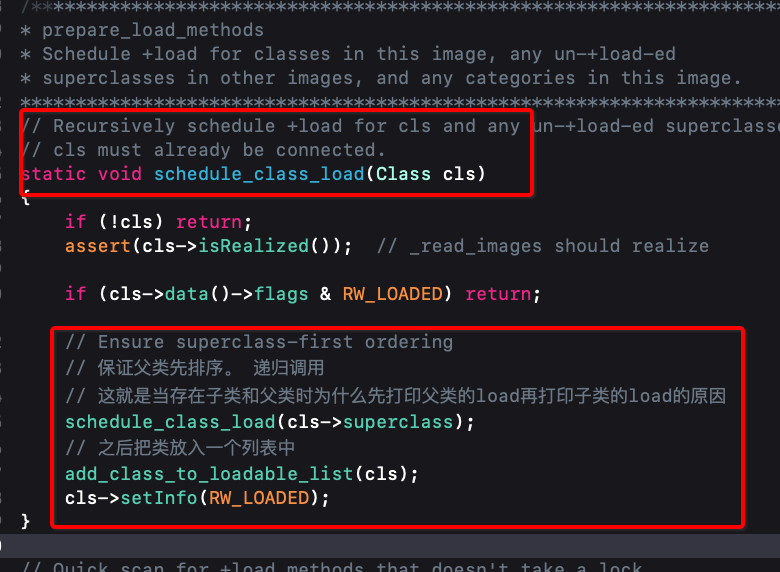 /**********************************************************************
* prepare_load_methods
* Schedule +load for classes in this image, any un-+load-ed
* superclasses in other images, and any categories in this image.
**********************************************************************
// Recursively schedule +load for cls and any un-+load-ed superclasse
// cls must already be connected.
static void schedule_class_load(Class cls)
{
if (!cls) return;
assert(cls->isRealized());  // _read_images should realize
if (cls->data()->flags & RW_LOADED) return;
// Ensure superclass-first ordering
// 保证父类先排序。 递归调用
// 这就是当存在子类和父类时为什么先打印父类的load再打印子类的load的原因
schedule_class_load(cls->superclass);
// 之后把类放入一个列表中
add_class_to_loadable_list(cls);
cls->setInfo(RW_LOADED);
}
// Quick scan for +load methods that doesn't take a lock